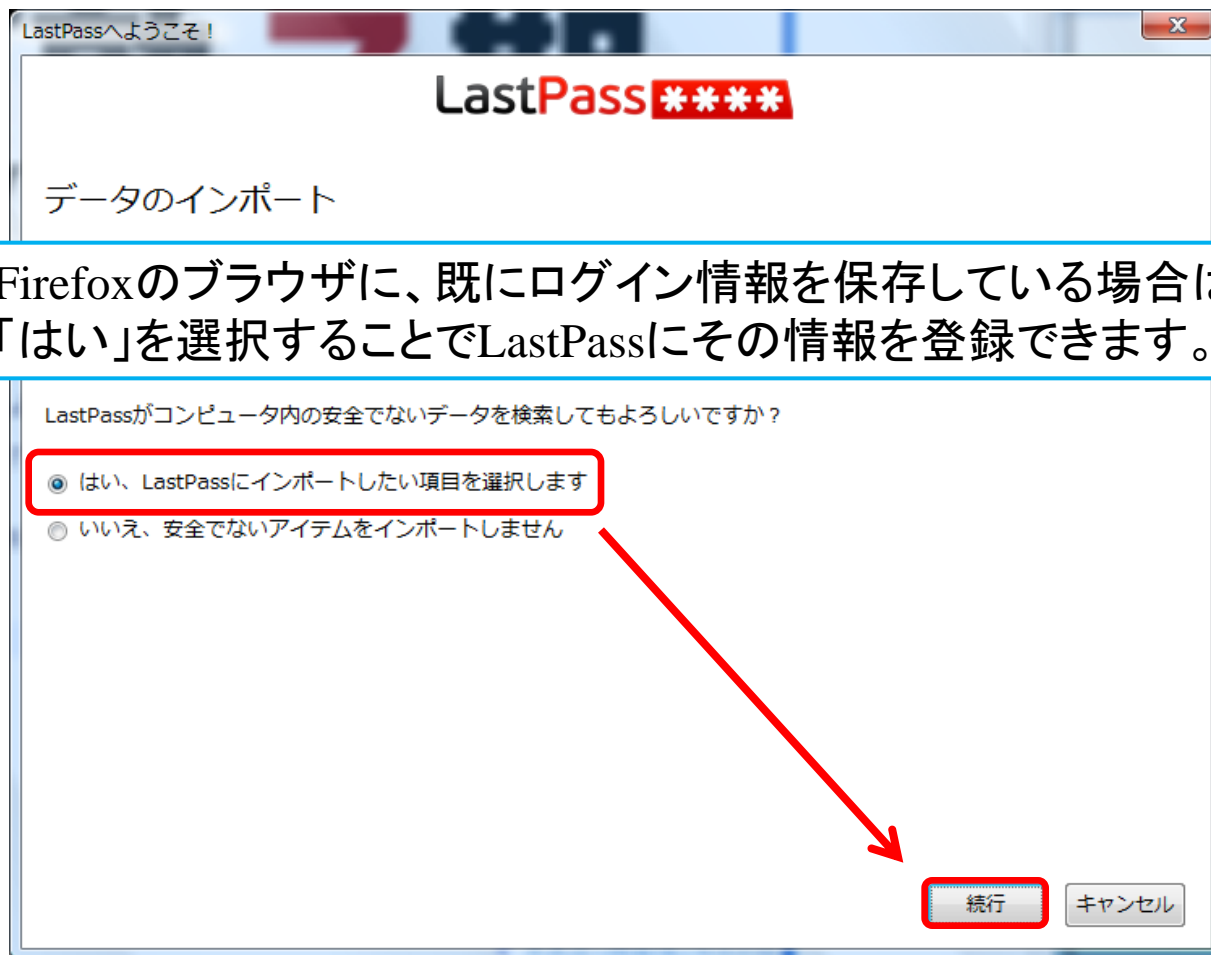 LastPassへようこそ!
X
LastPass ****
データのインポート
Firefoxのブラウザに、既にログイン情報を保存している場合は
「はい」を選択することでLastPassにその情報を登録できます。
LastPassがコンピュータ内の安全でないデータを検索してもよろしいですか?
はい、LastPassにインポートしたい項目を選択します
いいえ、安全でないアイテムをインポートしません
続行
キャンセル